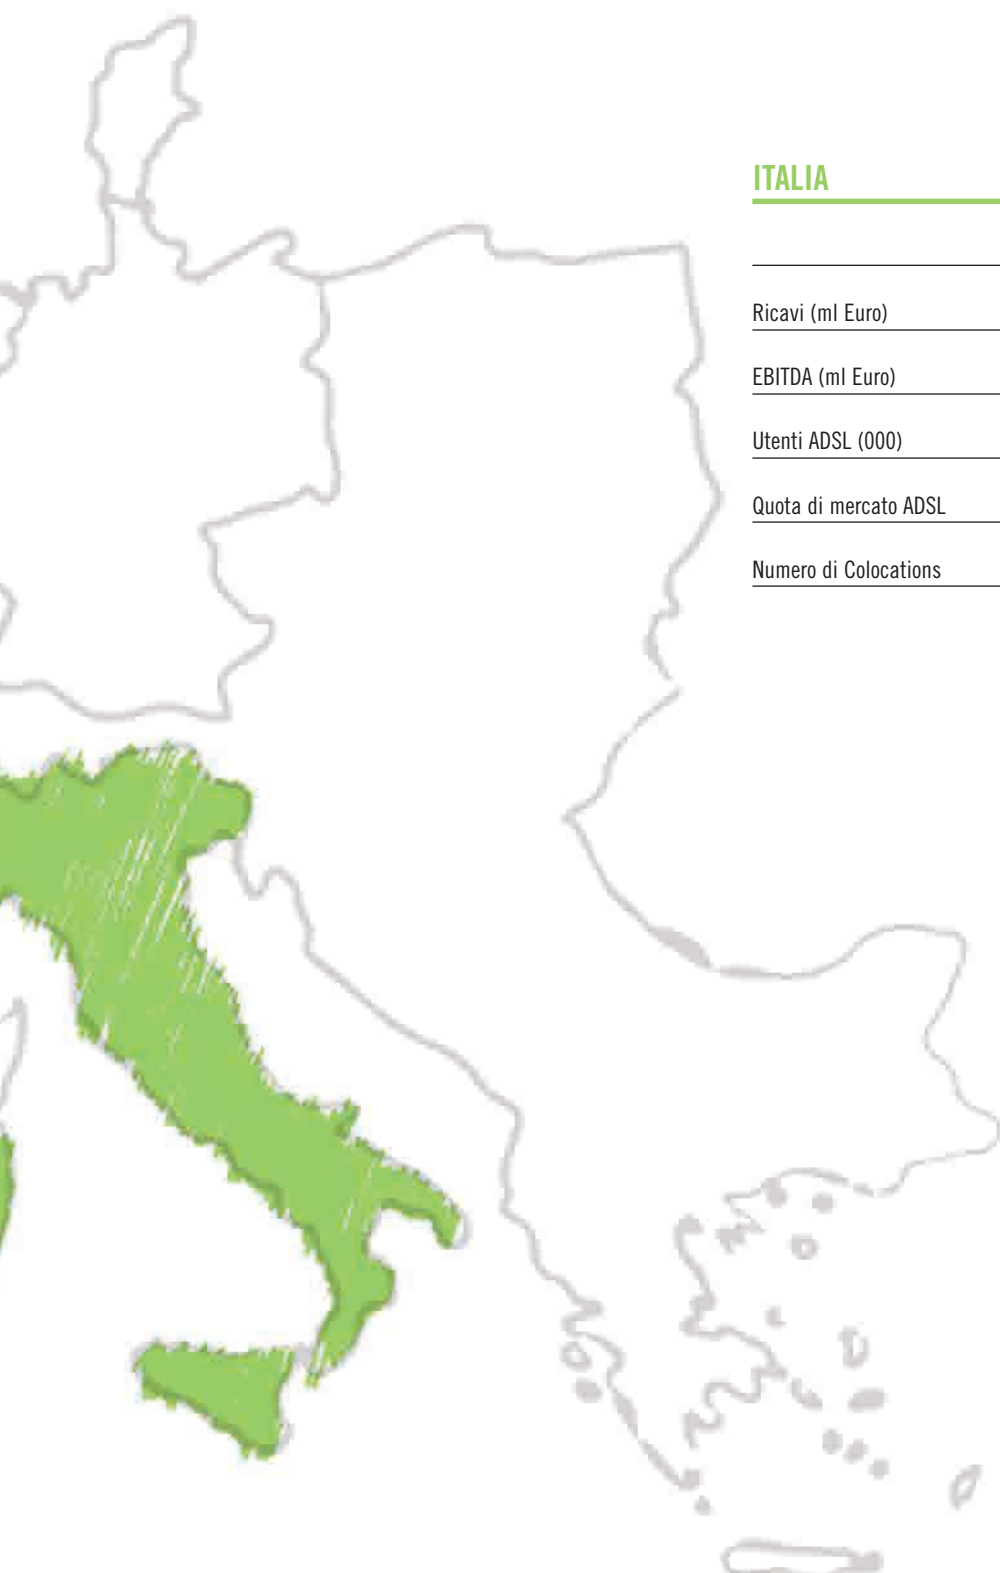 ITALIA
Ricavi (ml Euro)
EBITDA (ml Euro)
Utenti ADSL (000)
Quota di mercato ADSL
Numero di Colocations